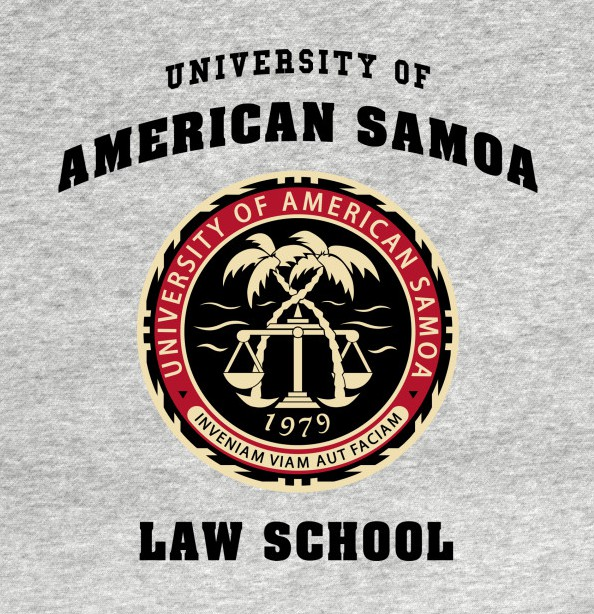 UNIVERSITY OF
AMERICAN SAMOA
UNIVERSITY OF AMERICAN SAMOA
1979
INVENIAM VIAM AUT FACIAM
LAW SCHOOL